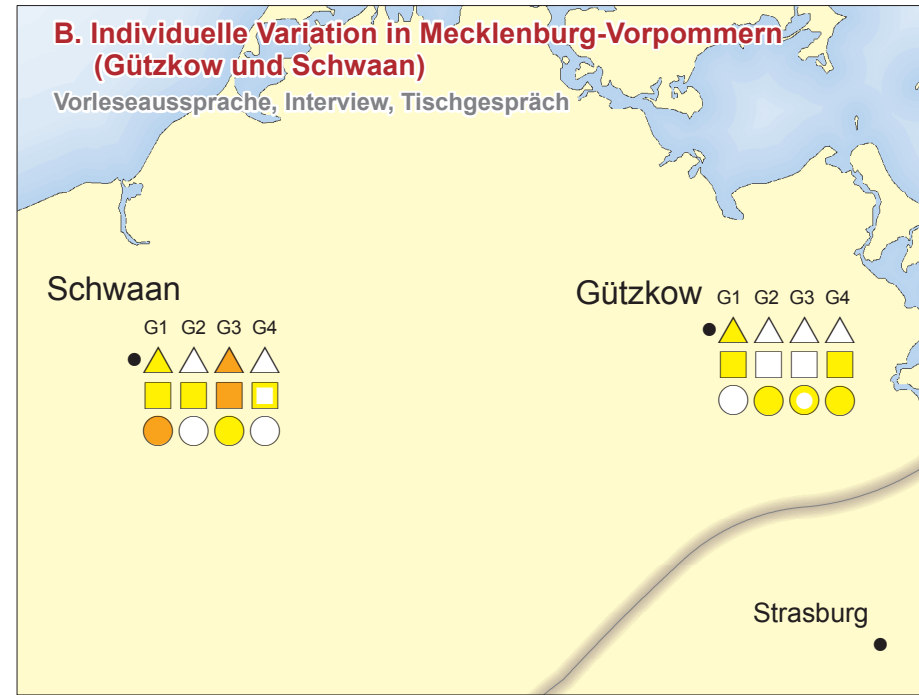 B. Individuelle Variation in Mecklenburg-Vorpommern
(Gützkow und Schwaan)
Vorleseaussprache, Interview, Tischgespräch
Schwaan
G1 G2 G3 G4
Gützkow
G1 G2 G3 G4
Strasburg